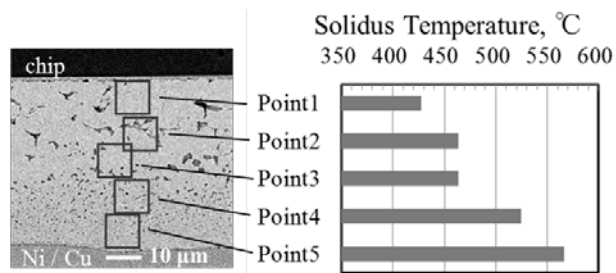 Solidus Temperature, ℃
350 400 450 500 550 600
chip
Point1
Point2
Point3
Point4
Point5
Ni / Cu
10 μm